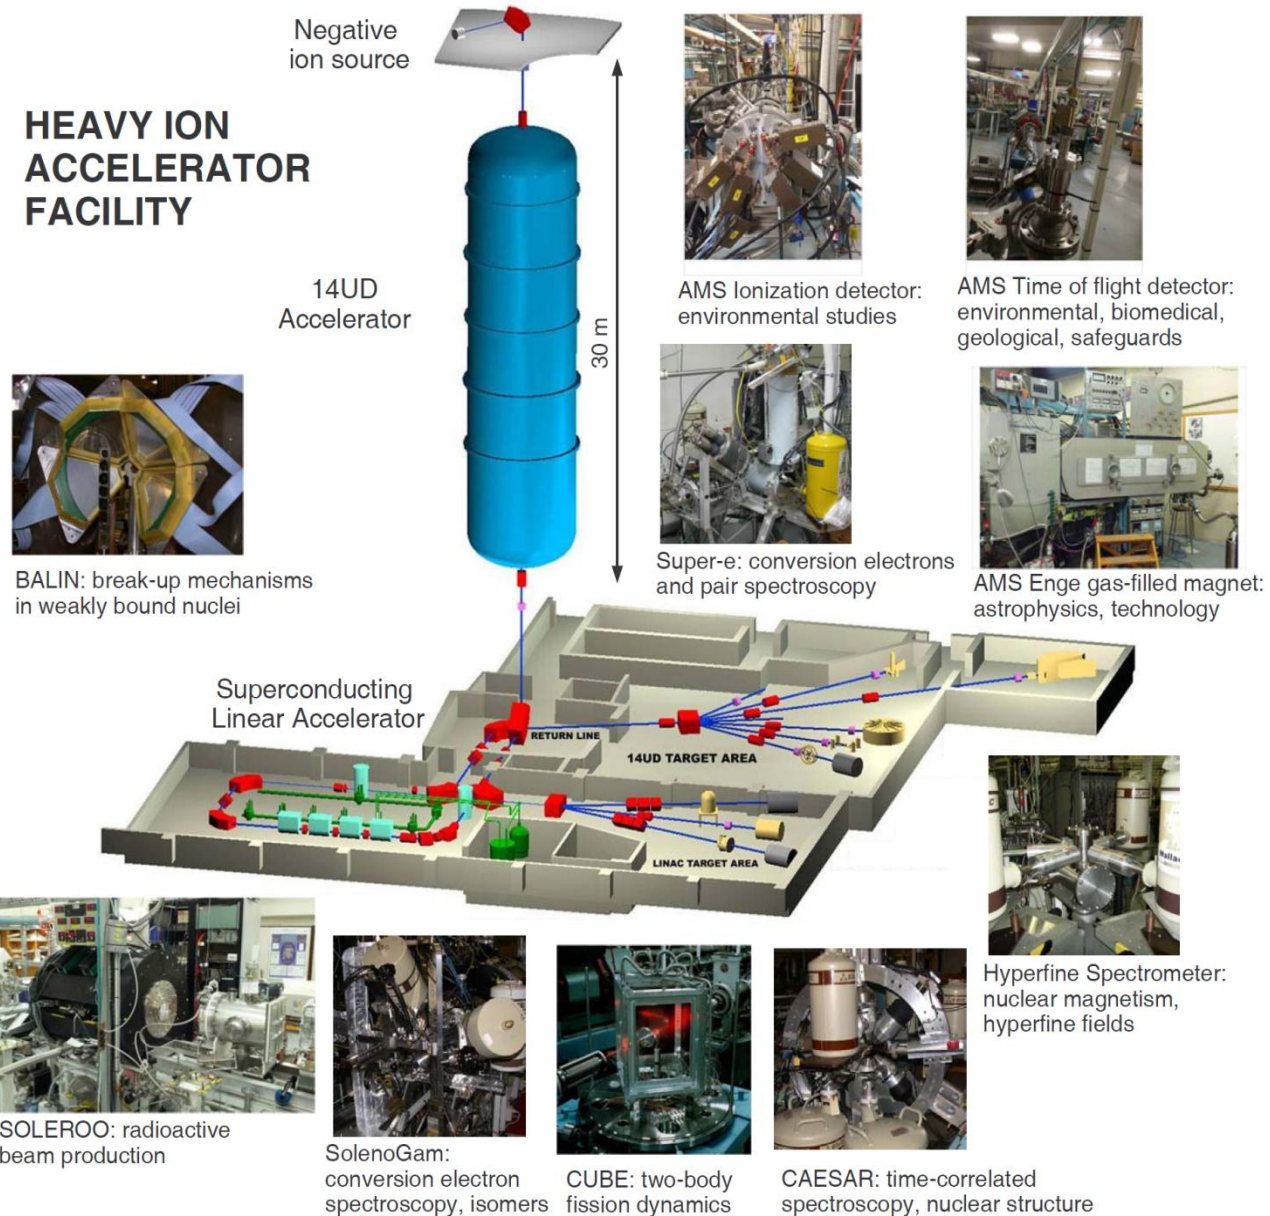 Negative
ion source
HEAVY ION
ACCELERATOR
FACILITY
14UD
Accelerator
30 m
AMS Ionization detector:
environmental studies
AMS Time of flight detector:
environmental, biomedical,
geological, safeguards
BALIN: break-up mechanisms
in weakly bound nuclei
Super-e: conversion electrons
and pair spectroscopy
AMS Enge gas-filled magnet:
astrophysics, technology
Superconducting
Linear Accelerator
RETURN LINE
14UD TARGET AREA
LINAC TARGET AREA
Hyperfine Spectrometer:
nuclear magnetism,
hyperfine fields
SOLEROO: radioactive
beam production
SolenoGam:
conversion electron
spectroscopy, isomers
CUBE: two-body
fission dynamics
CAESAR: time-correlated
spectroscopy, nuclear structure